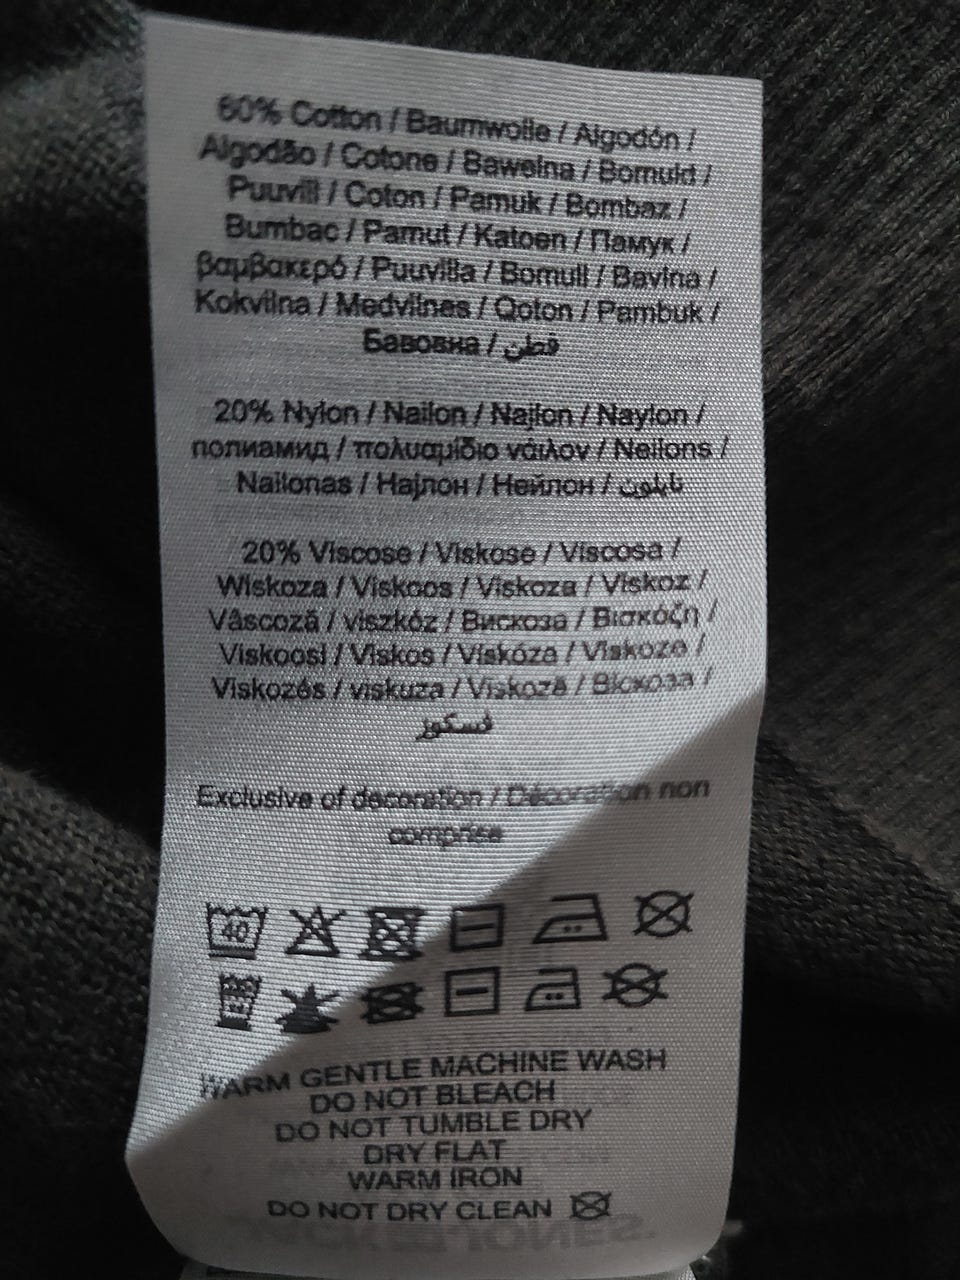 60% Cotton / Baumwolle / Algodón /
Algodão / Cotone / Bawełna / Bomuld /
Puuvill / Coton / Pamuk / Bombaz /
Bumbac / Pamut / Katoen / Памук /
βαμβακερό / Puuvilla / Bomull / Bavlna /
Kokvilna / Medvilnės / Qoton / Pambuk /
Бавовна / قطن
20% Nylon / Nailon / Najlon / Naylon /
полиамид / πολυαμίδιο νάιλον / Neilons /
Nailonas / Најлон / Нейлон / نايلون
20% Viscose / Viskose / Viscosa /
Wiskoza / Viskoos / Viskoza / Viskoz /
Vâscoză / viszkóz / Вискоза / Βισκόζη /
Viskoosi / Viskos / Viskóza / Viskoze /
Viskozės / viskuza / Viskozë / Віскоза /
فسكوز
Exclusive of decoration / Décoration non
comprise
40
WARM GENTLE MACHINE WASH
DO NOT BLEACH
DO NOT TUMBLE DRY
DRY FLAT
WARM IRON
DO NOT DRY CLEAN